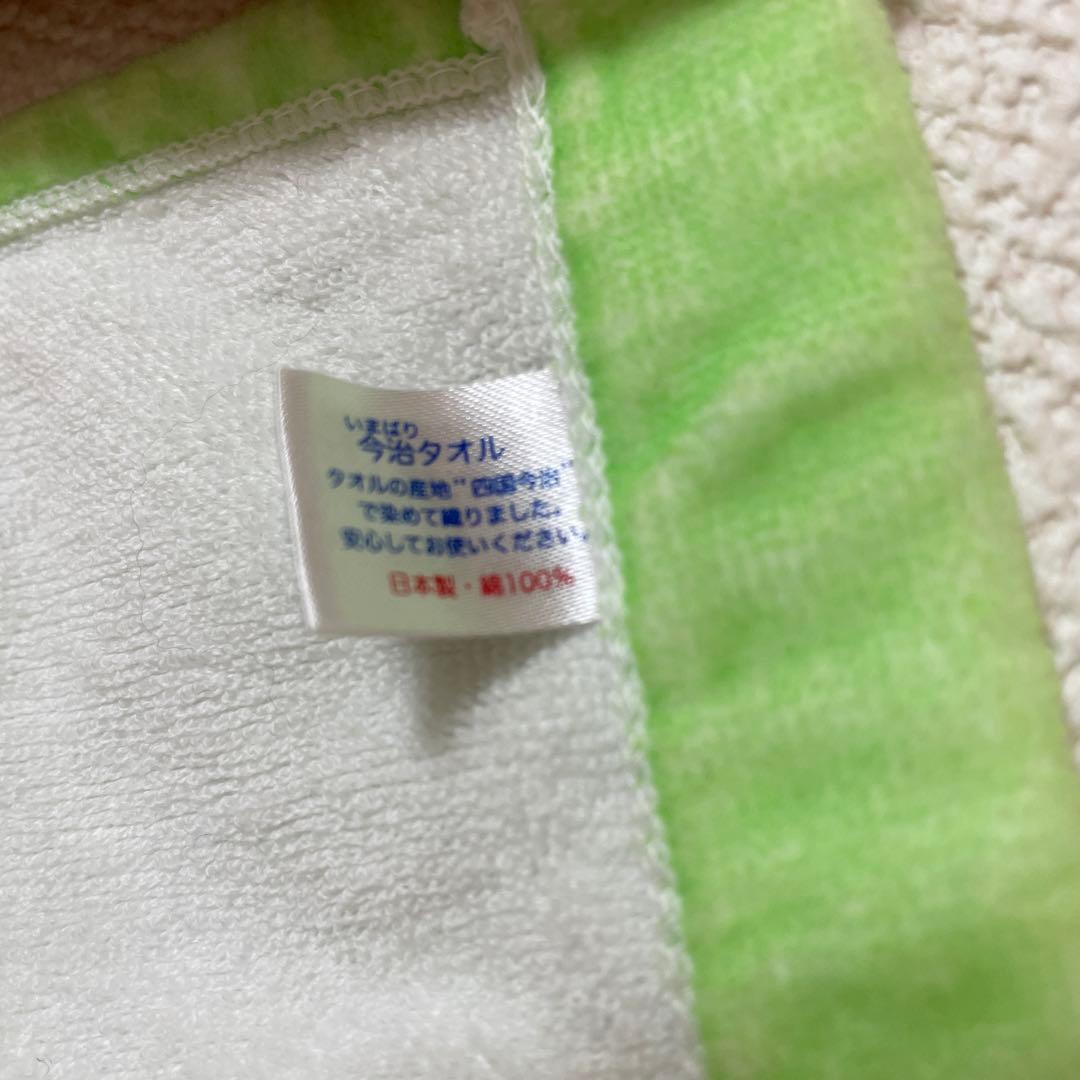 いまばり
今治タオル
タオルの産地"四国今治"
で染めて織りました。
安心してお使いください。
日本製・綿100%